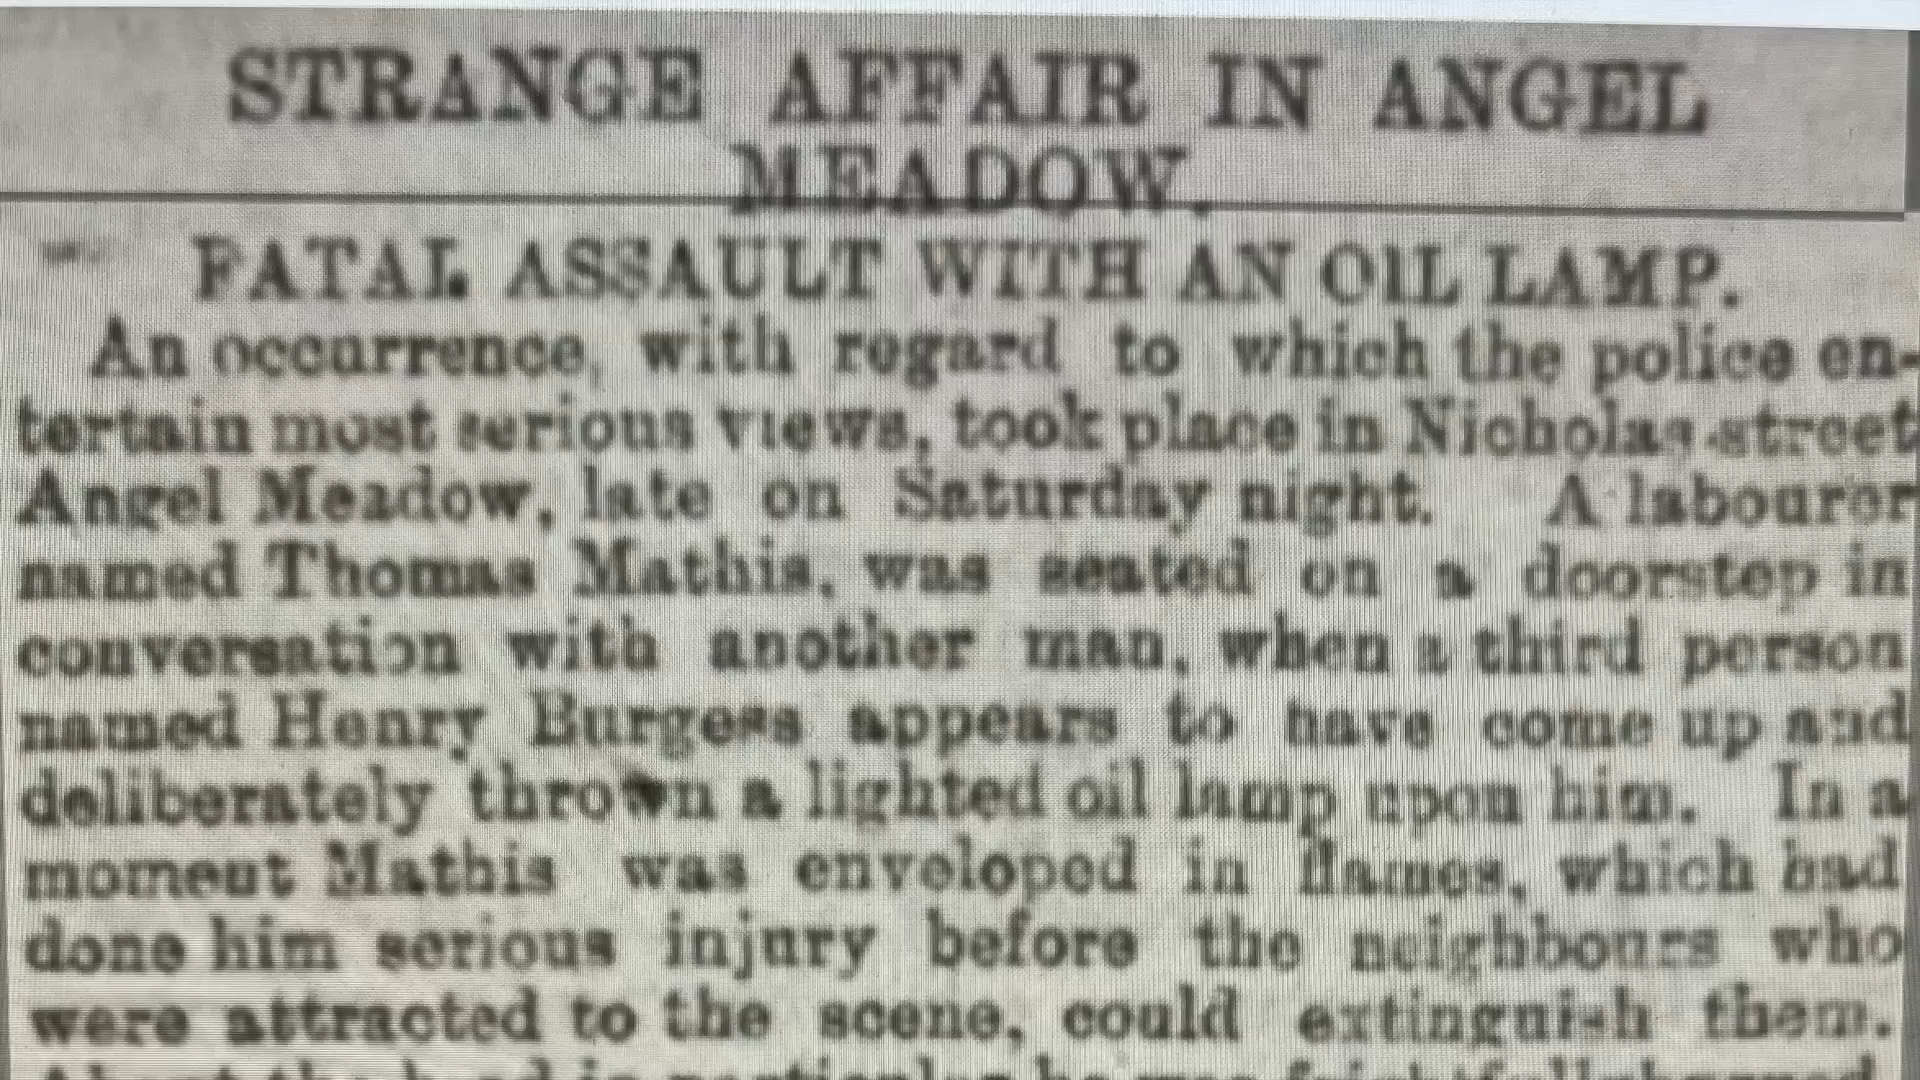 STRANGE AFFAIR IN ANGEL
MEADOW.
FATAL ASSAULT WITH AN OIL LAMP.
An occurrence, with regard to which the police en-
tertain most serious views, took place in Nicholas-street
Angel Meadow, late on Saturday night. A labourer
named Thomas Mathis, was seated on a doorstep in
conversation with another man, when a third person
named Henry Burgess appears to have come up and
deliberately thrown a lighted oil lamp upon him. In a
moment Mathis was enveloped in flames, which had
done him serious injury before the neighbours who
were attracted to the scene, could extinguish them.